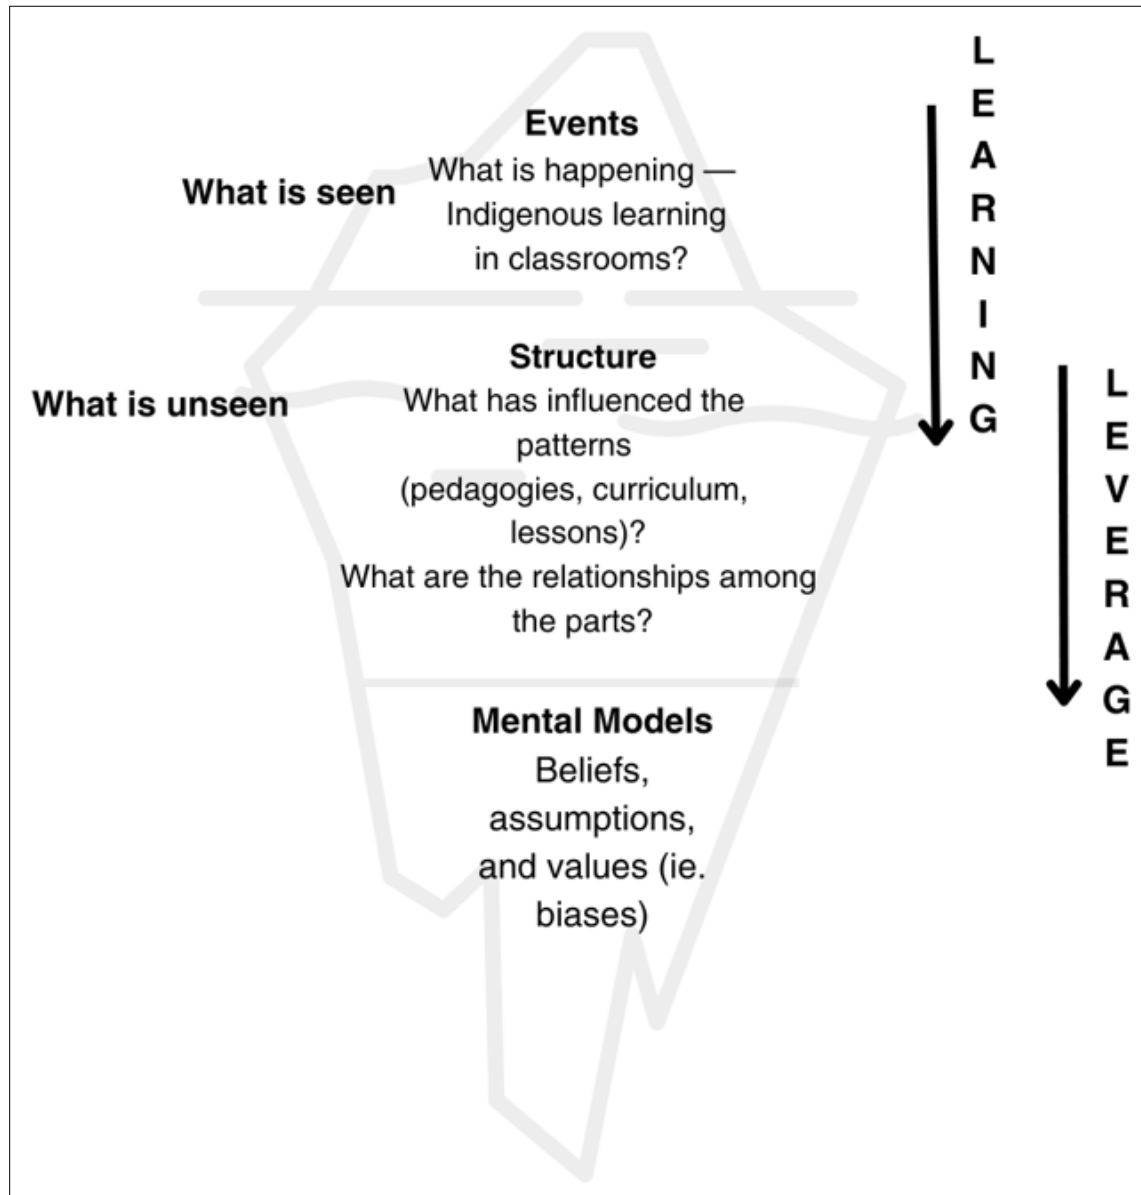 Events
What is seen
What is happening —
Indigenous learning
in classrooms?
Structure
What is unseen
What has influenced the
patterns
(pedagogies, curriculum,
lessons)?
What are the relationships among
the parts?
Mental Models
Beliefs,
assumptions,
and values (ie.
biases)
LEARNING
LEVERAGE